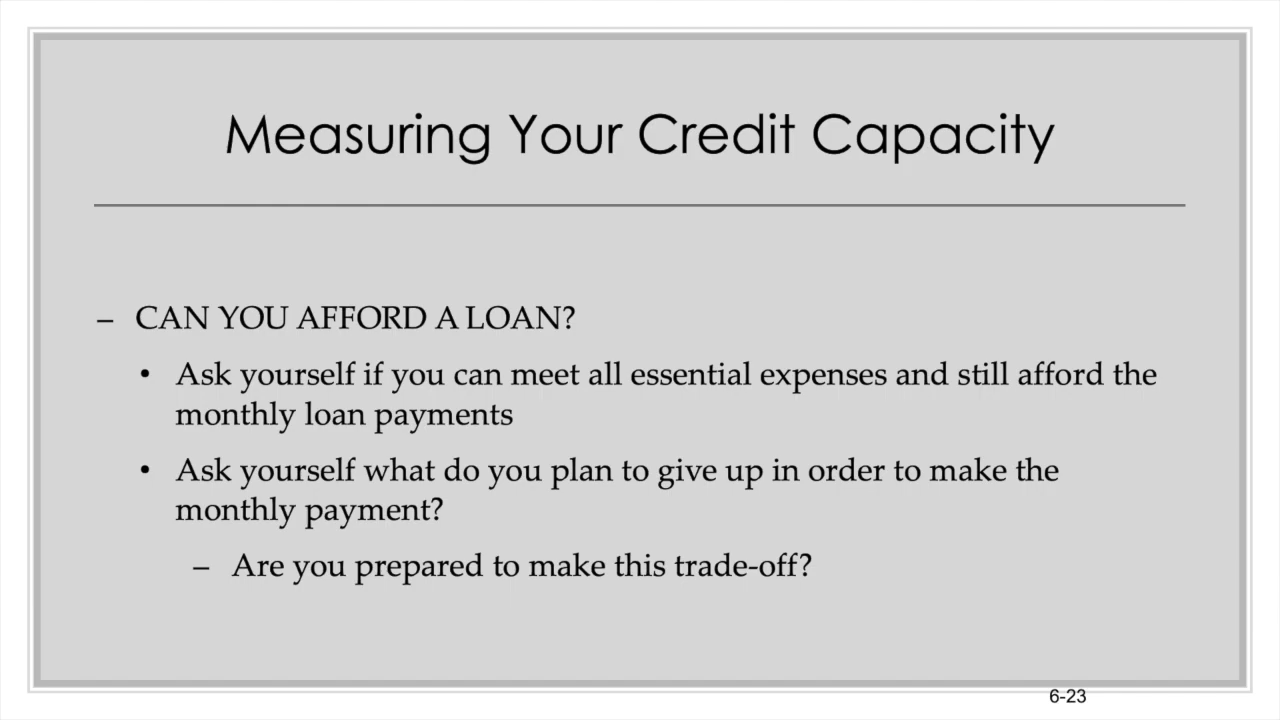 Measuring Your Credit Capacity
– CAN YOU AFFORD A LOAN?
• Ask yourself if you can meet all essential expenses and still afford the
monthly loan payments
• Ask yourself what do you plan to give up in order to make the
monthly payment?
– Are you prepared to make this trade-off?
6-23